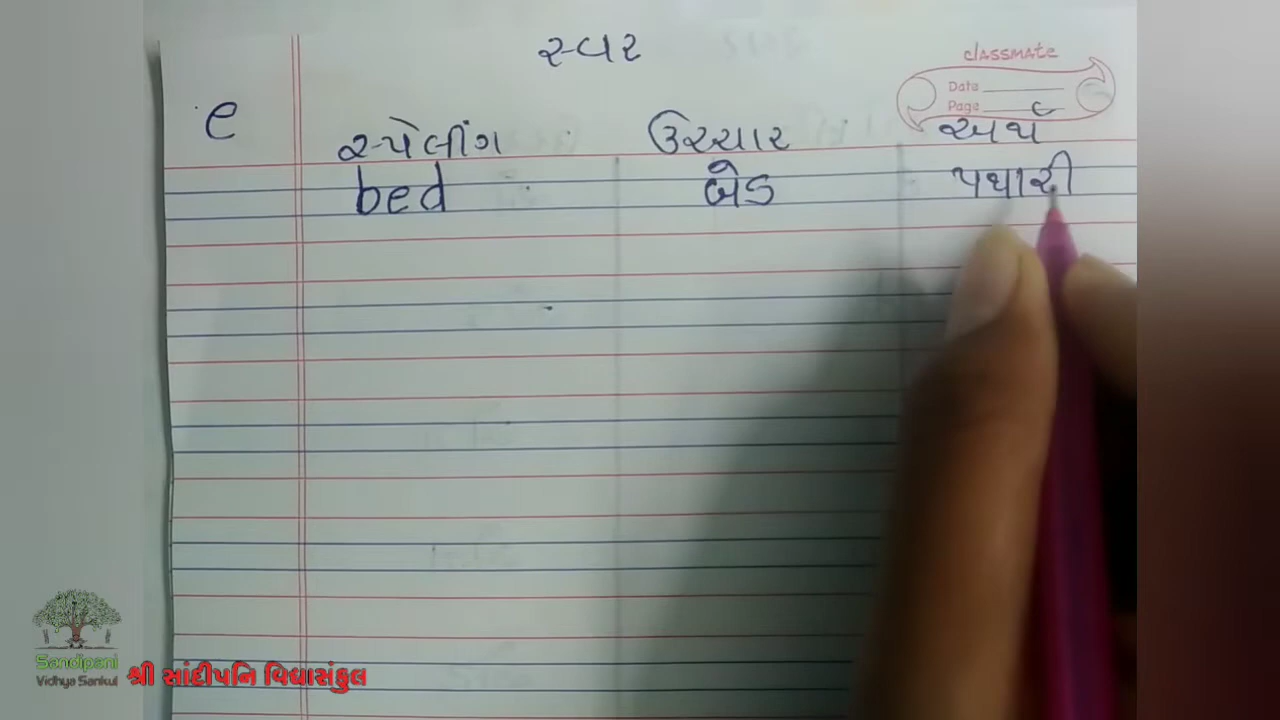 સ્વર
classmate
Date
Page
e
સ્પેલીંગ ઉચ્ચાર અર્થ
bed બેડ પથારી
Sandipani
Vidhya Sankul
શ્રી સાંદીપનિ વિદ્યાસંકુલ